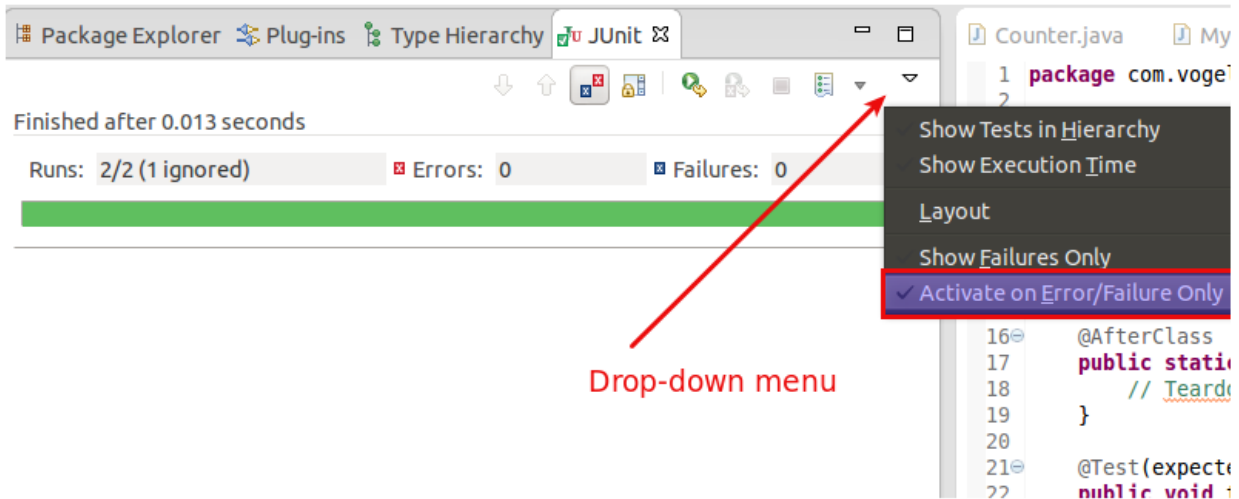 Package Explorer Plug-ins Type Hierarchy JUnit
Finished after 0.013 seconds
Runs: 2/2 (1 ignored) Errors: 0 Failures: 0
Drop-down menu
Show Tests in Hierarchy
Show Execution Time
Layout
Show Failures Only
Activate on Error/Failure Only
Counter.java My
1 package com.vogel
2
16 @AfterClass
17 public stati
18 // Teardo
19 }
20
21 @Test(expecte
22 public void